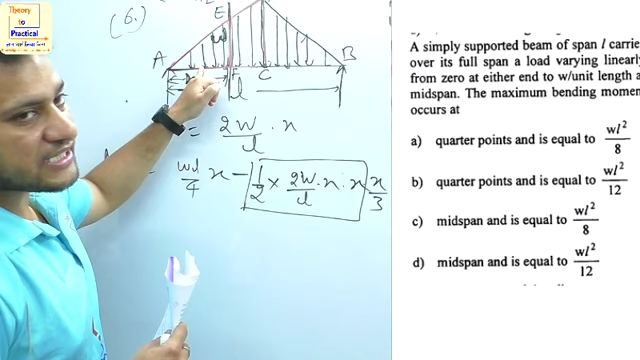 Theory
to
Practical
(6.)
E
w
A
B
x
C
l
= 2w/l · x
wl/4 x − 1/2 × 2w/l · x · x x/3
A simply supported beam of span l carrie
over its full span a load varying linearly
from zero at either end to w/unit length a
midspan. The maximum bending momen
occurs at
a) quarter points and is equal to wl²/8
b) quarter points and is equal to wl²/12
c) midspan and is equal to wl²/8
d) midspan and is equal to wl²/12